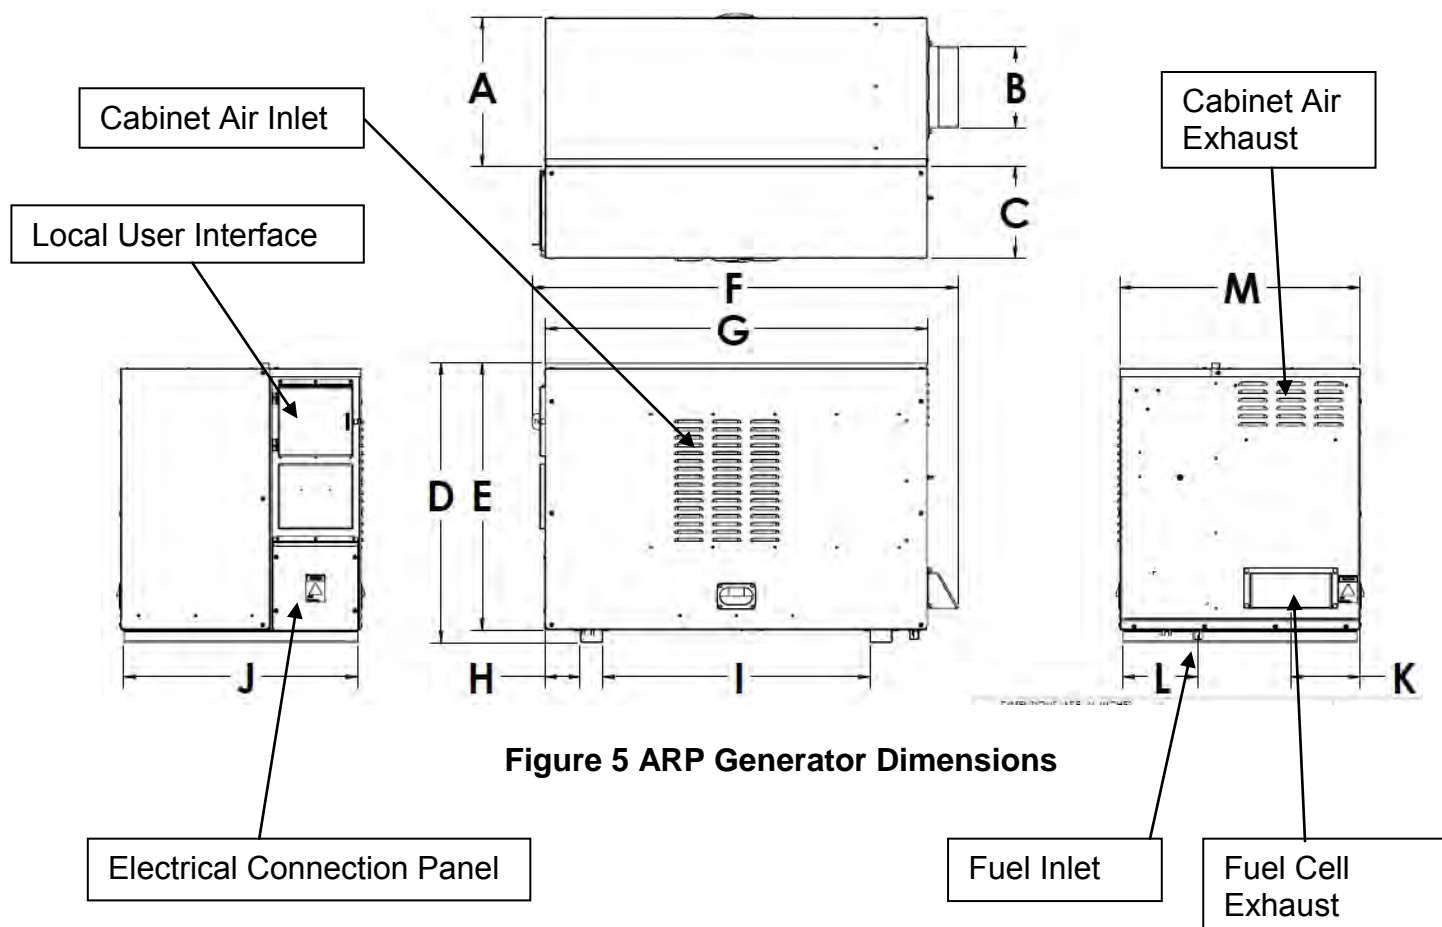 A
B
Cabinet Air Inlet
Cabinet Air
Exhaust
C
Local User Interface
F
M
G
D
E
J
H
I
L
K
Figure 5 ARP Generator Dimensions
Electrical Connection Panel
Fuel Inlet
Fuel Cell
Exhaust